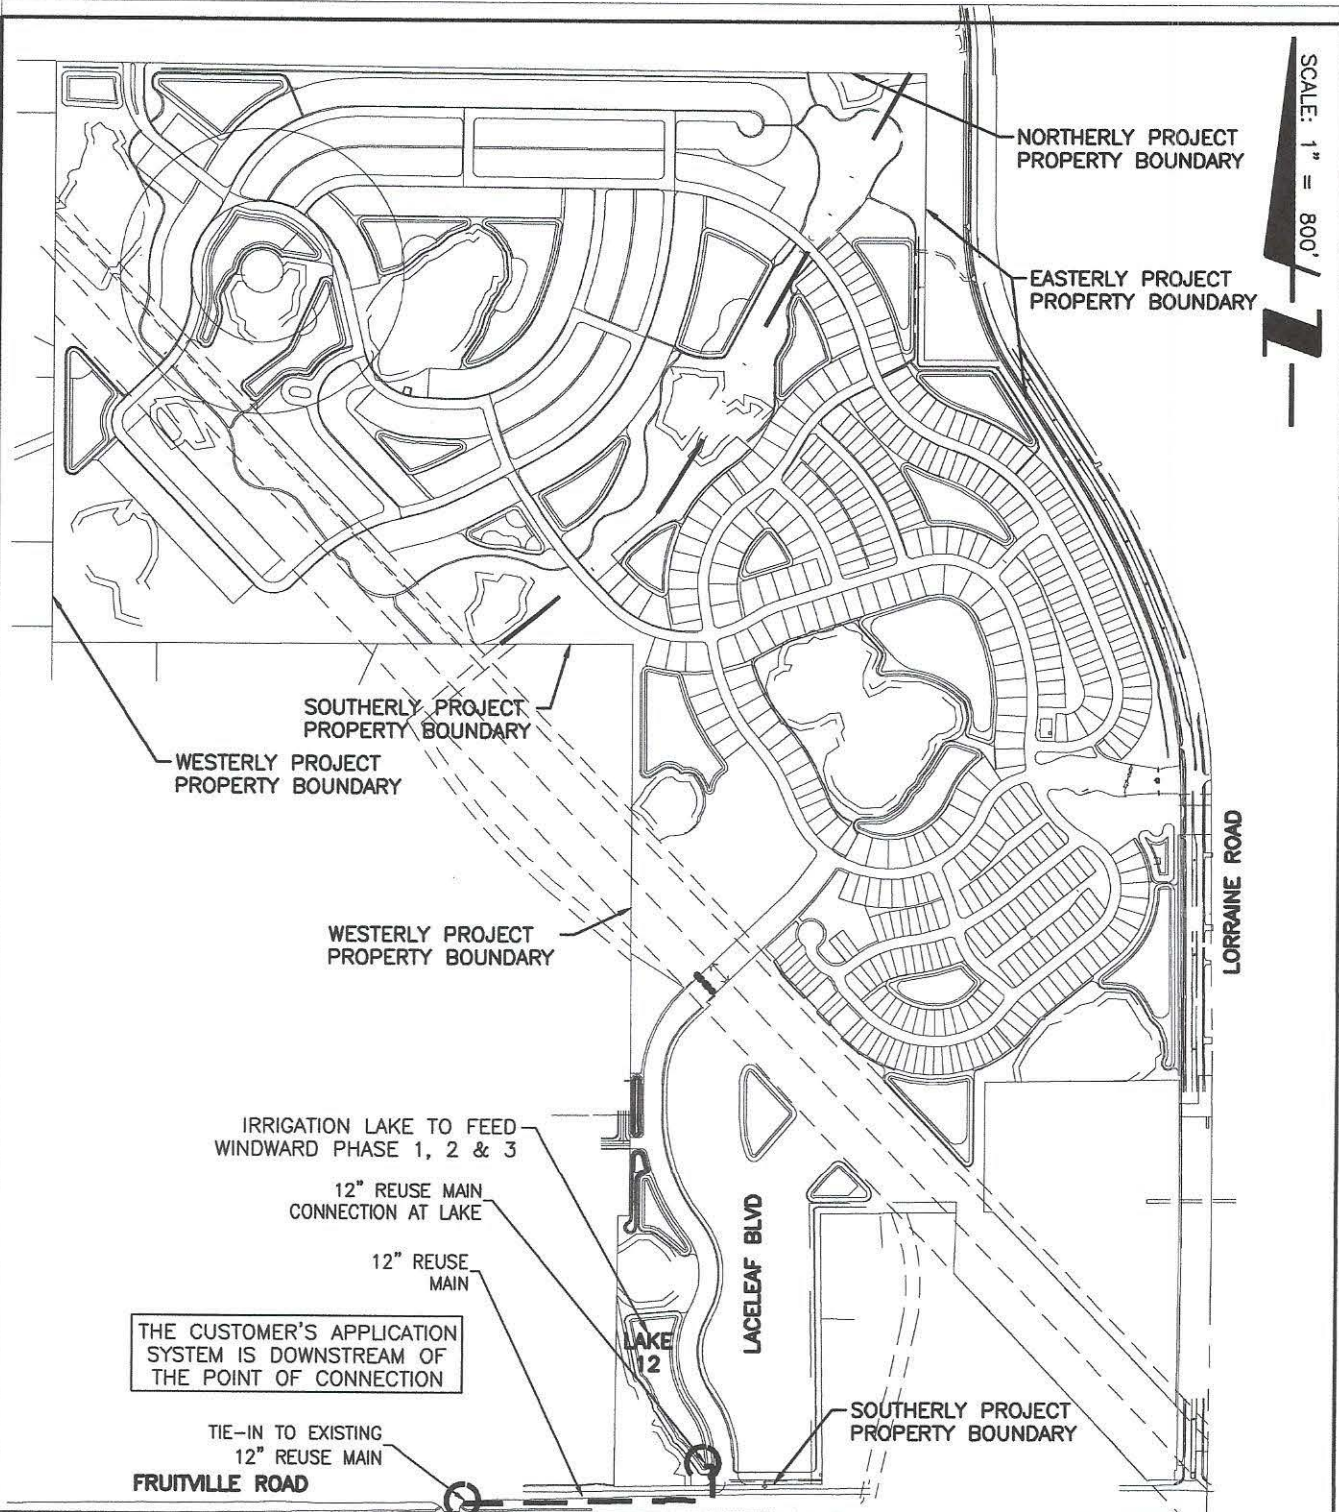 SCALE: 1" = 800'
NORTHERLY PROJECT
PROPERTY BOUNDARY
EASTERLY PROJECT
PROPERTY BOUNDARY
SOUTHERLY PROJECT
PROPERTY BOUNDARY
WESTERLY PROJECT
PROPERTY BOUNDARY
LORRAINE ROAD
WESTERLY PROJECT
PROPERTY BOUNDARY
IRRIGATION LAKE TO FEED
WINDWARD PHASE 1, 2 & 3
12" REUSE MAIN
CONNECTION AT LAKE
12" REUSE
MAIN
LACELEAF BLVD
THE CUSTOMER'S APPLICATION
SYSTEM IS DOWNSTREAM OF
THE POINT OF CONNECTION
LAKE
12
SOUTHERLY PROJECT
PROPERTY BOUNDARY
TIE-IN TO EXISTING
12" REUSE MAIN
FRUITVILLE ROAD
Z